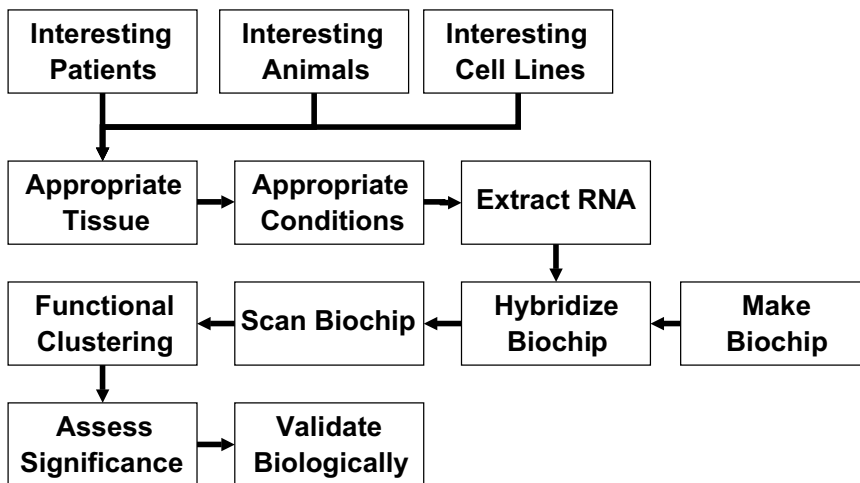 Interesting
Patients
Interesting
Animals
Interesting
Cell Lines
Appropriate
Tissue
Appropriate
Conditions
Extract RNA
Functional
Clustering
Scan Biochip
Hybridize
Biochip
Make
Biochip
Assess
Significance
Validate
Biologically